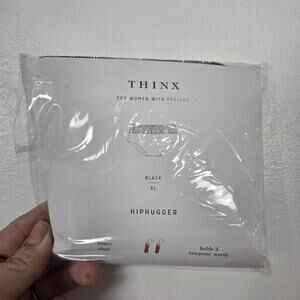 THINX
FOR WOMEN WITH PERIODS.
BLACK
XL
HIPHUGGER
heavy days
holds 2 tampons' worth